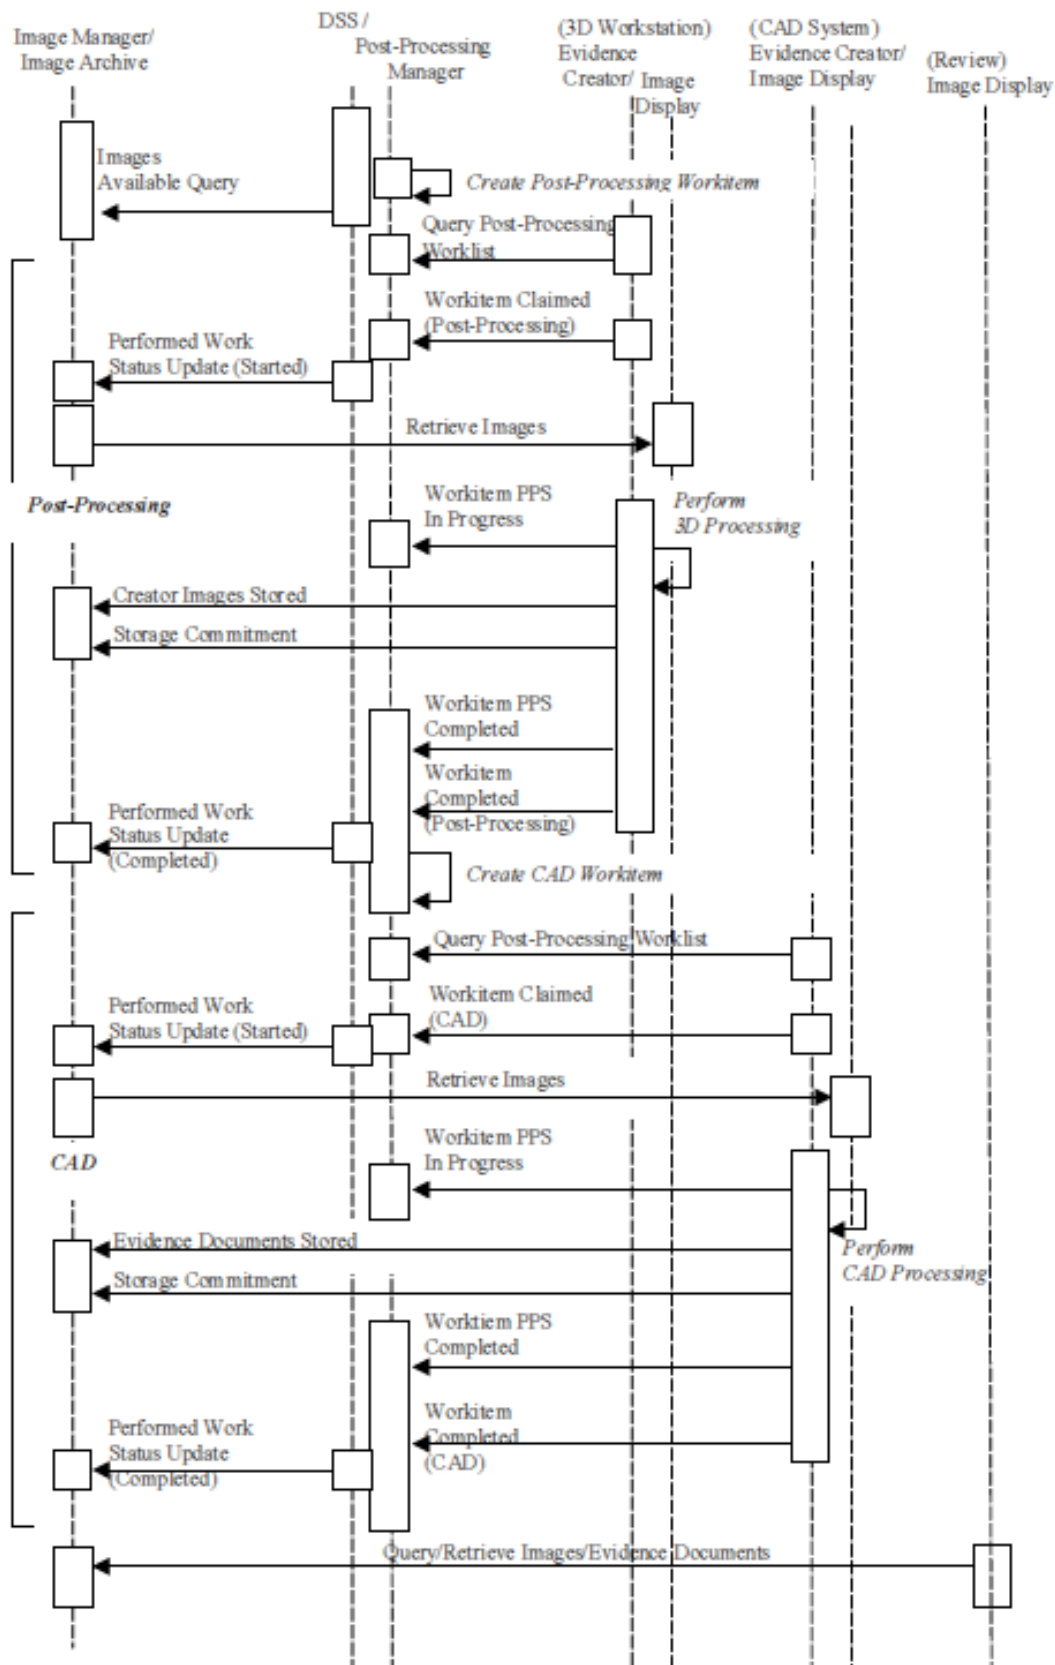 Image Manager/
Image Archive
DSS /
Post-Processing
Manager
(3D Workstation)
Evidence
Creator/ Image
Display
(CAD System)
Evidence Creator/
Image Display
(Review)
Image Display
Images
Available Query
Create Post-Processing Workitem
Query Post-Processing
Worklist
Workitem Claimed
(Post-Processing)
Performed Work
Status Update (Started)
Retrieve Images
Post-Processing
Workitem PPS
In Progress
Perform
3D Processing
Creator Images Stored
Storage Commitment
Workitem PPS
Completed
Workitem
Completed
(Post-Processing)
Performed Work
Status Update
(Completed)
Create CAD Workitem
Query Post-Processing Worklist
Workitem Claimed
(CAD)
Performed Work
Status Update (Started)
Retrieve Images
CAD
Workitem PPS
In Progress
Evidence Documents Stored
Perform
CAD Processing
Storage Commitment
Worktiem PPS
Completed
Workitem
Completed
(CAD)
Performed Work
Status Update
(Completed)
Query/Retrieve Images/Evidence Documents